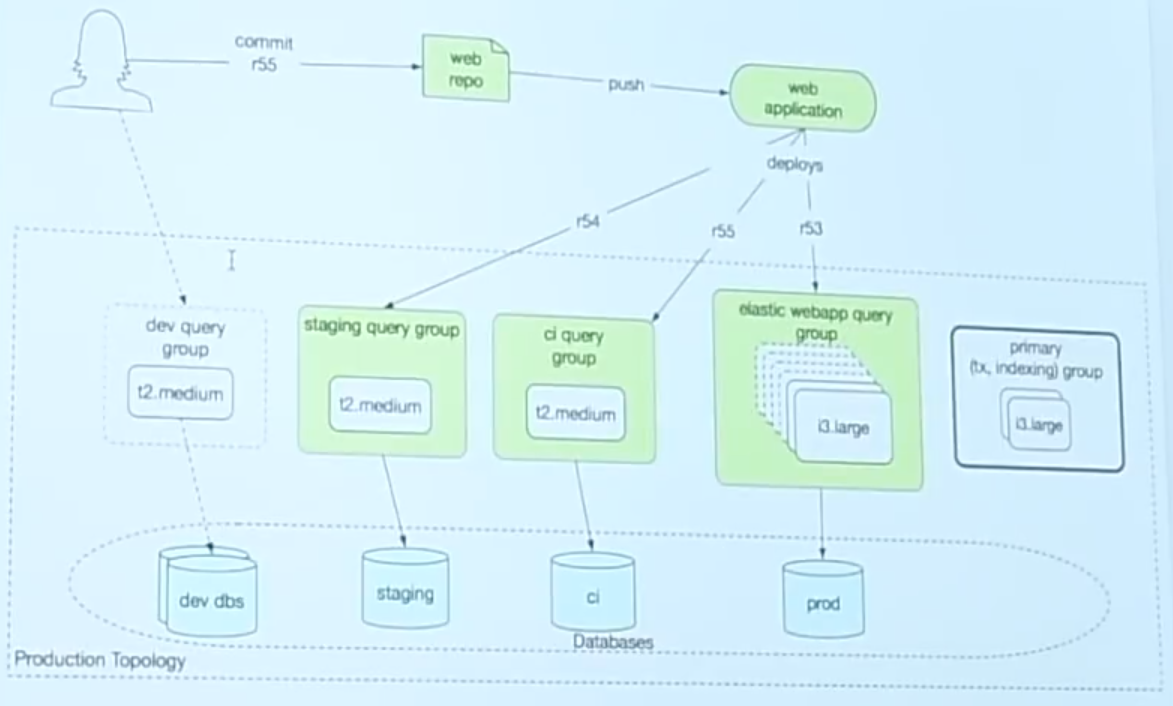 commit
r55
web
repo
push
web
application
deploys
r54
r55
r53
dev query
group
t2.medium
staging query group
t2.medium
ci query
group
t2.medium
elastic webapp query
group
i3.large
primary
(tx, indexing) group
i3.large
dev dbs
staging
ci
prod
Databases
Production Topology